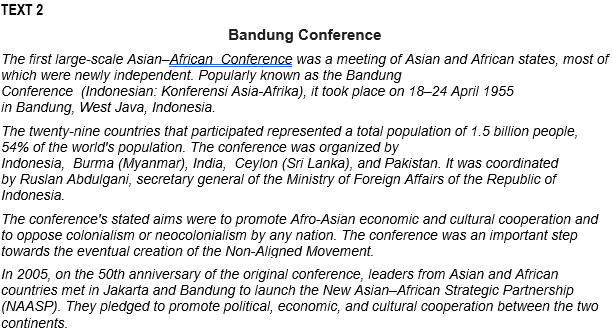 TEXT 2
Bandung Conference
The first large-scale Asian–African  Conference was a meeting of Asian and African states, most of
which were newly independent. Popularly known as the Bandung
Conference  (Indonesian: Konferensi Asia-Afrika), it took place on 18–24 April 1955
in Bandung, West Java, Indonesia.
The twenty-nine countries that participated represented a total population of 1.5 billion people,
54% of the world's population. The conference was organized by
Indonesia,  Burma (Myanmar), India,  Ceylon (Sri Lanka), and Pakistan. It was coordinated
by Ruslan Abdulgani, secretary general of the Ministry of Foreign Affairs of the Republic of
Indonesia.
The conference's stated aims were to promote Afro-Asian economic and cultural cooperation and
to oppose colonialism or neocolonialism by any nation. The conference was an important step
towards the eventual creation of the Non-Aligned Movement.
In 2005, on the 50th anniversary of the original conference, leaders from Asian and African
countries met in Jakarta and Bandung to launch the New Asian–African Strategic Partnership
(NAASP). They pledged to promote political, economic, and cultural cooperation between the two
continents.